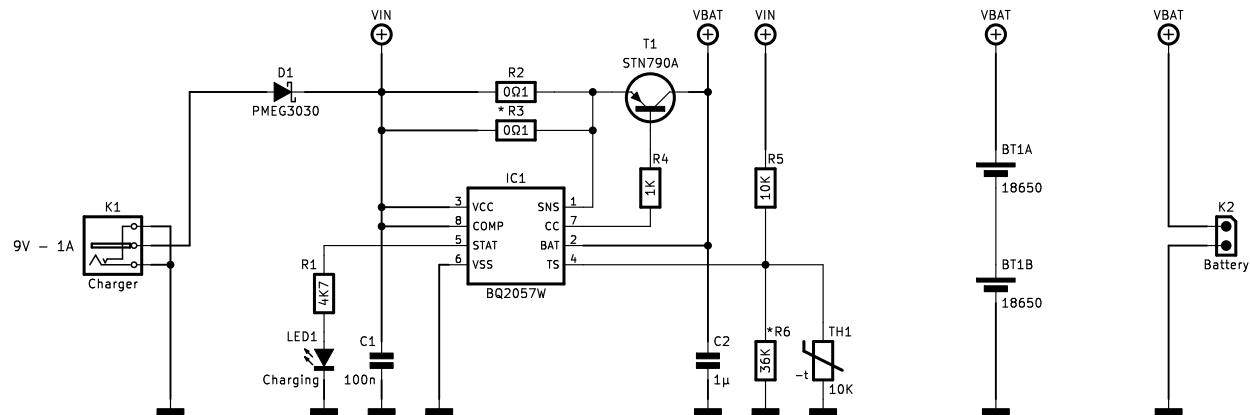 VIN
VBAT
VIN
VBAT
VBAT
T1
STN790A
D1
PMEG3030
R2
0Ω1
*R3
0Ω1
R4
1K
R5
10K
BT1A
18650
IC1
3 VCC SNS 1
8 COMP CC 7
5 STAT BAT 2
6 VSS TS 4
BQ2057W
K1
9V - 1A
Charger
K2
Battery
R1
4K7
BT1B
18650
LED1
Charging
C1
100n
C2
1µ
*R6
36K
TH1
-t
10K